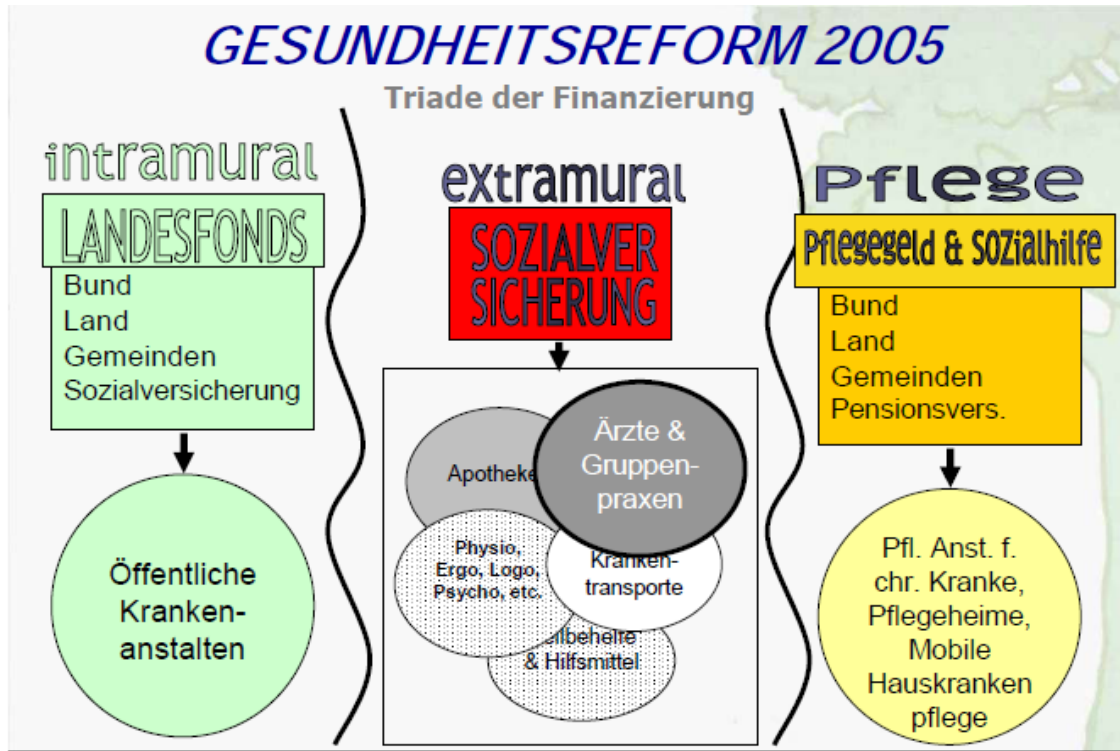 GESUNDHEITSREFORM 2005
Triade der Finanzierung
intramural
LANDESFONDS
Bund
Land
Gemeinden
Sozialversicherung
Öffentliche
Kranken-
anstalten
extramural
SOZIALVER
SICHERUNG
Ärzte &
Gruppen-
praxen
Apotheke
Physio,
Ergo, Logo,
Psycho, etc.
Kranken-
transporte
& Hilfsmittel
Pflege
Pflegegeld & Sozialhilfe
Bund
Land
Gemeinden
Pensionsvers.
Pfl. Anst. f.
chr. Kranke,
Pflegeheime,
Mobile
Hauskranken
pflege